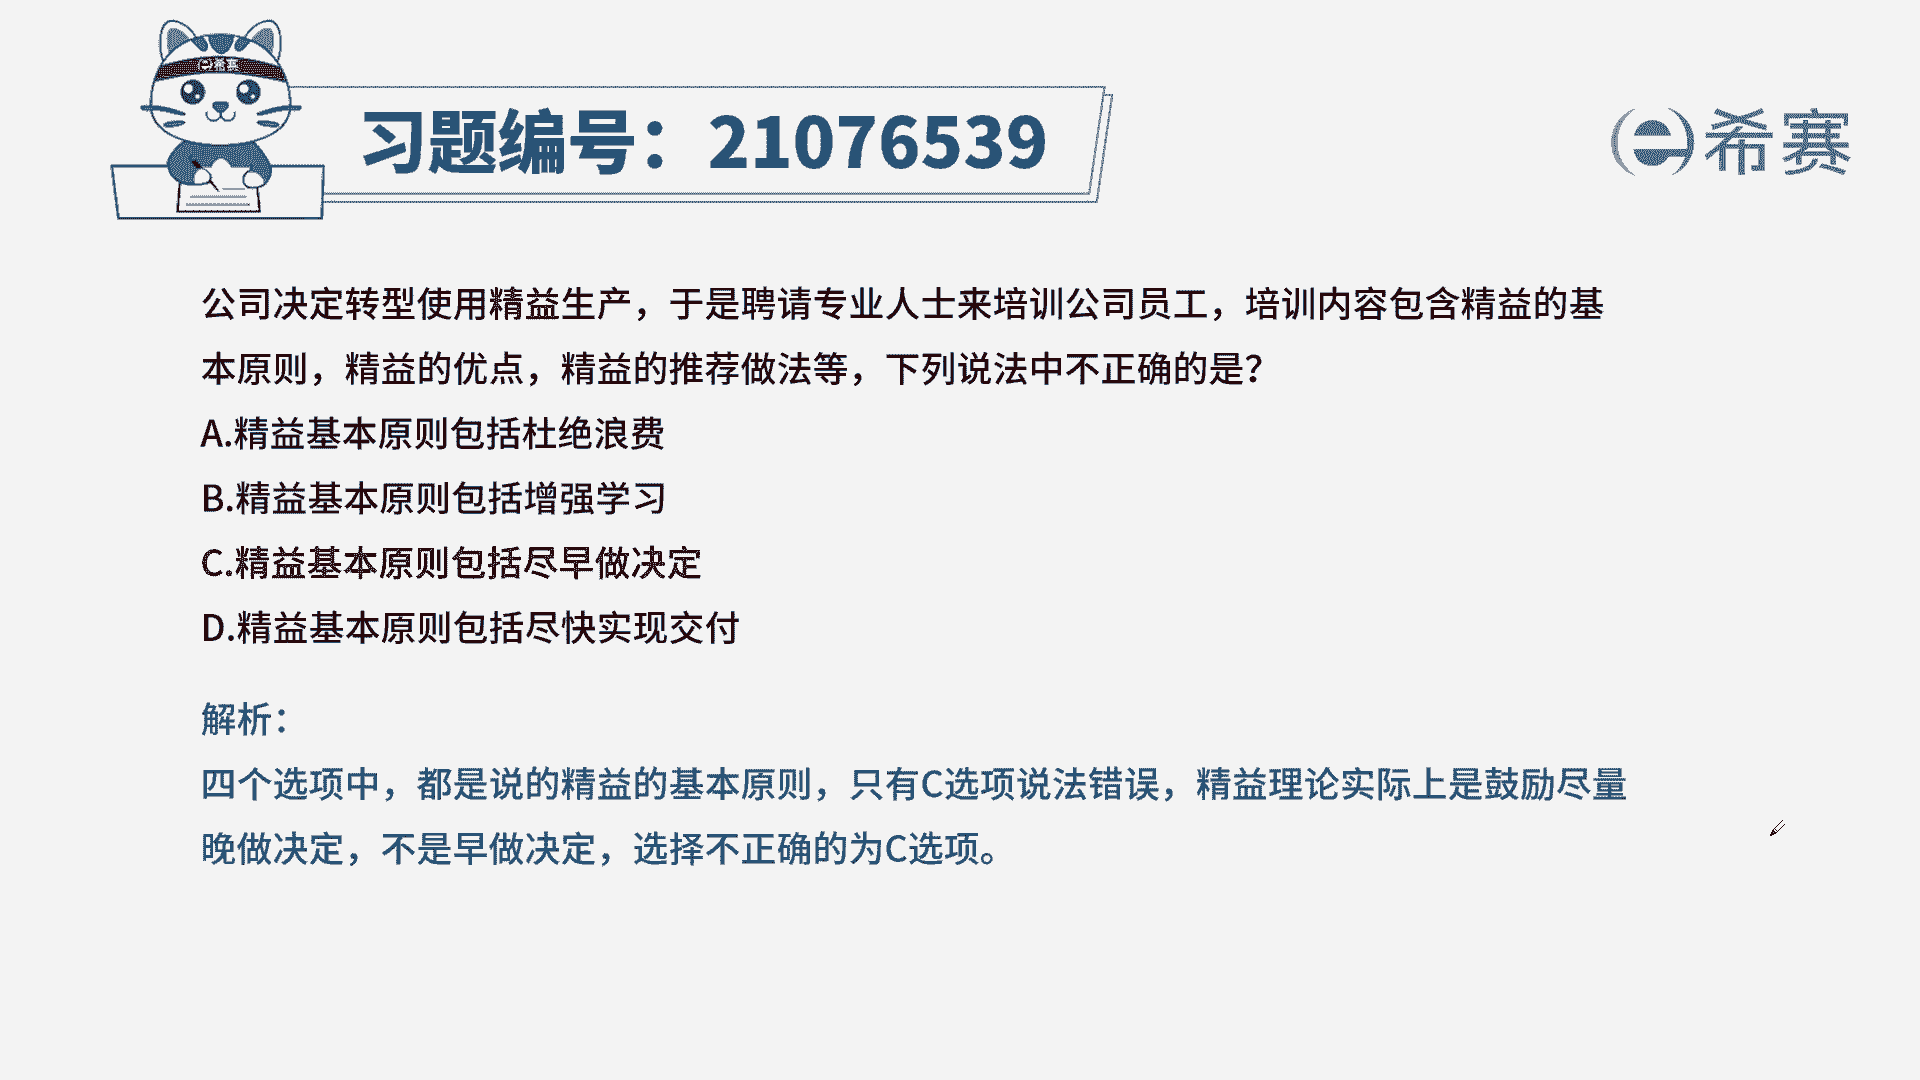 e希赛
习题编号：21076539
e希赛
公司决定转型使用精益生产，于是聘请专业人士来培训公司员工，培训内容包含精益的基
本原则，精益的优点，精益的推荐做法等，下列说法中不正确的是？
A.精益基本原则包括杜绝浪费
B.精益基本原则包括增强学习
C.精益基本原则包括尽早做决定
D.精益基本原则包括尽快实现交付
解析：
四个选项中，都是说的精益的基本原则，只有C选项说法错误，精益理论实际上是鼓励尽量
晚做决定，不是早做决定，选择不正确的为C选项。